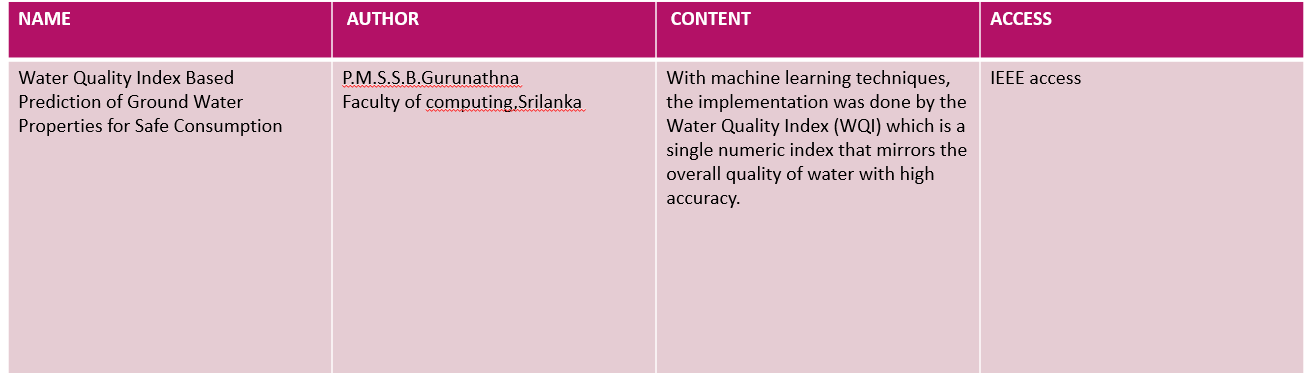 NAME
AUTHOR
CONTENT
ACCESS
Water Quality Index Based
Prediction of Ground Water
Properties for Safe Consumption
P.M.S.S.B.Gurunathna
Faculty of computing,Srilanka
With machine learning techniques,
the implementation was done by the
Water Quality Index (WQI) which is a
single numeric index that mirrors the
overall quality of water with high
accuracy.
IEEE access